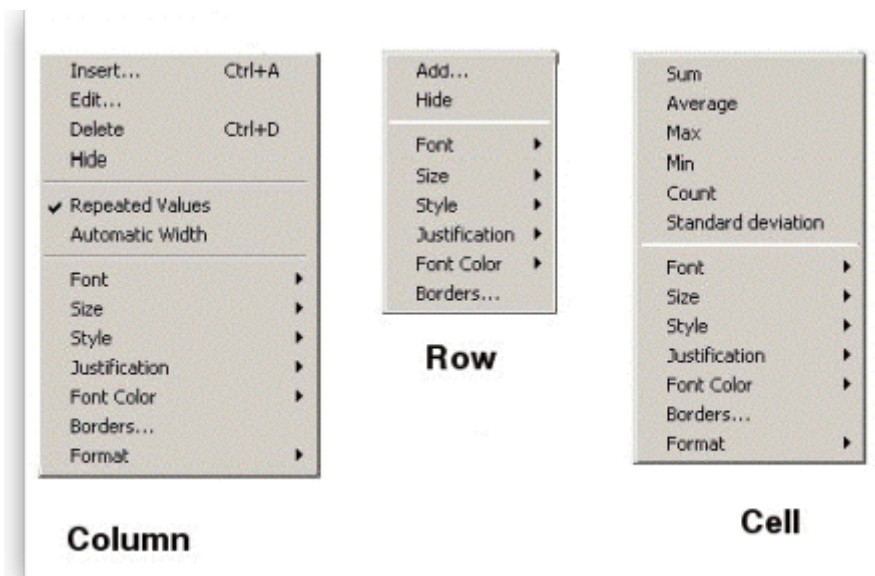 Insert... Ctrl+A
Edit...
Delete Ctrl+D
Hide
Repeated Values
Automatic Width
Font
Size
Style
Justification
Font Color
Borders...
Format
Column
Add...
Hide
Font
Size
Style
Justification
Font Color
Borders...
Row
Sum
Average
Max
Min
Count
Standard deviation
Font
Size
Style
Justification
Font Color
Borders...
Format
Cell